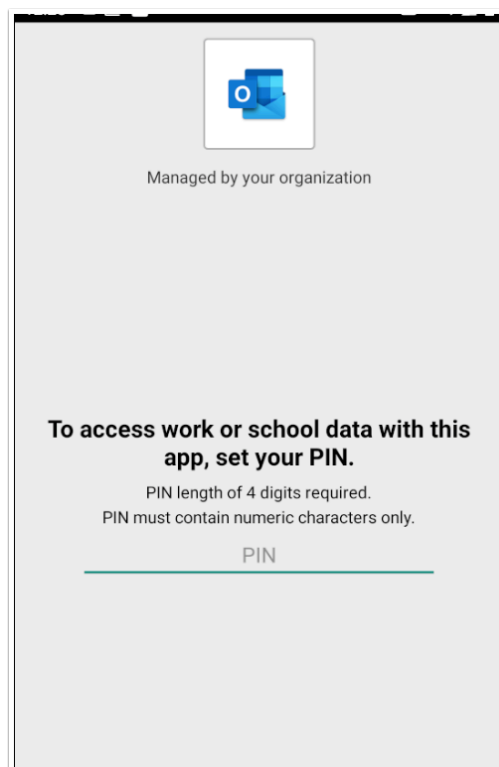 O
Managed by your organization
To access work or school data with this
app, set your PIN.
PIN length of 4 digits required.
PIN must contain numeric characters only.
PIN